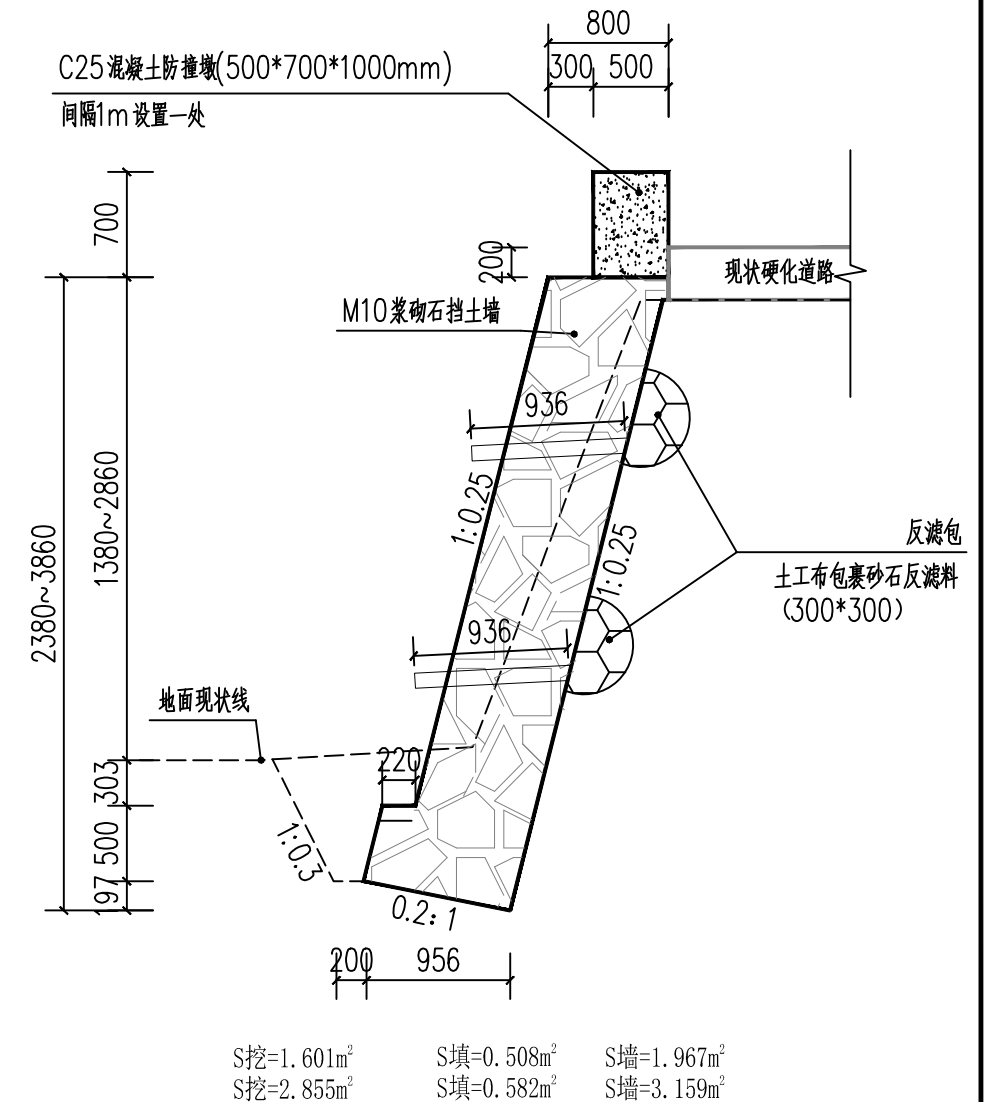 800
300 500
C25混凝土防撞墩(500*700*1000mm)
间隔1m设置一处
700
200
现状硬化道路
M10浆砌石挡土墙
936
1:0.25
1:0.25
1380~2860
2380~3860
反滤包
土工布包裹砂石反滤料
(300*300)
936
地面现状线
220
303
500
97
1:0.3
0.2:1
200 956
S挖=1.601m² S填=0.508m² S墙=1.967m²
S挖=2.855m² S填=0.582m² S墙=3.159m²